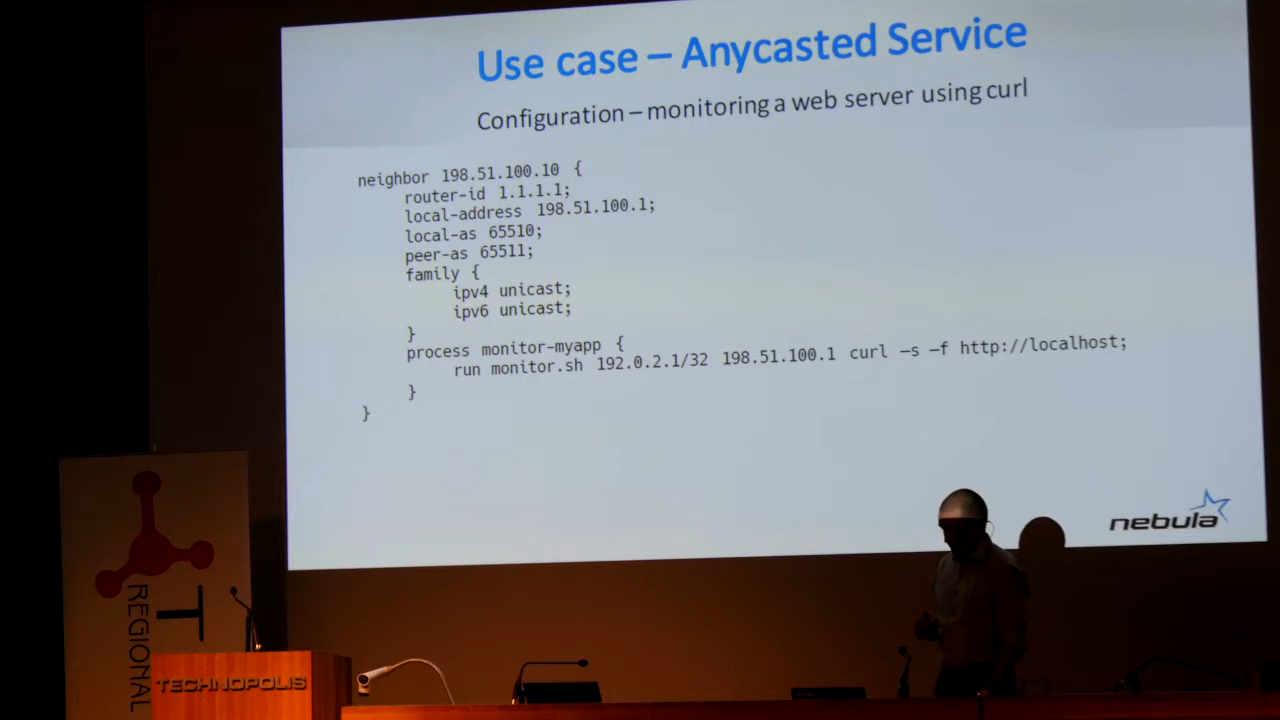 Use case – Anycasted Service
Configuration – monitoring a web server using curl
neighbor 198.51.100.10 {
router-id 1.1.1.1;
local-address 198.51.100.1;
local-as 65510;
peer-as 65511;
family {
ipv4 unicast;
ipv6 unicast;
}
process monitor-myapp {
run monitor.sh 192.0.2.1/32 198.51.100.1 curl –s –f http://localhost;
}
}
nebula
T
REGIONAL
TECHNOPOLIS